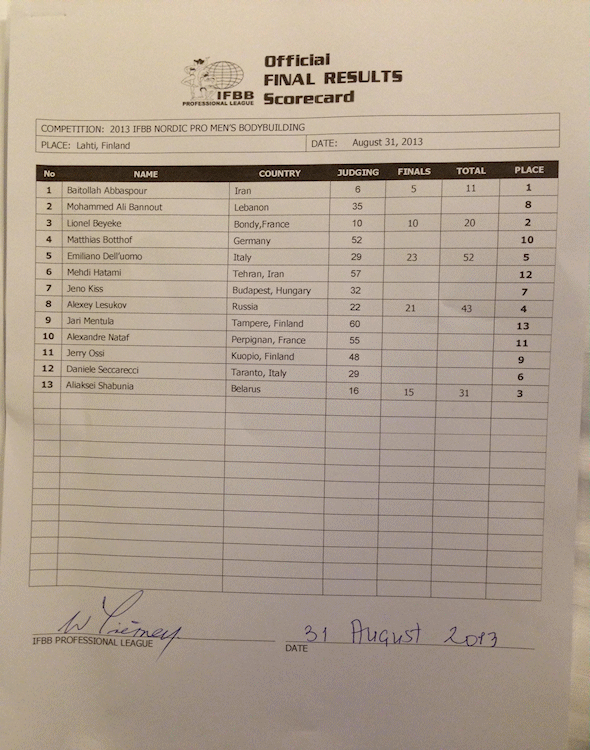 Official
FINAL RESULTS
Scorecard
IFBB
PROFESSIONAL LEAGUE
COMPETITION: 2013 IFBB NORDIC PRO MEN'S BODYBUILDING
PLACE: Lahti, Finland DATE: August 31, 2013
No NAME COUNTRY JUDGING FINALS TOTAL PLACE
1 Baitollah Abbaspour Iran 6 5 11 1
2 Mohammed Ali Bannout Lebanon 35 8
3 Lionel Beyeke Bondy,France 10 10 20 2
4 Matthias Botthof Germany 52 10
5 Emiliano Dell'uomo Italy 29 23 52 5
6 Mehdi Hatami Tehran, Iran 57 12
7 Jeno Kiss Budapest, Hungary 32 7
8 Alexey Lesukov Russia 22 21 43 4
9 Jari Mentula Tampere, Finland 60 13
10 Alexandre Nataf Perpignan, France 55 11
11 Jerry Ossi Kuopio, Finland 48 9
12 Daniele Seccarecci Taranto, Italy 29 6
13 Aliaksei Shabunia Belarus 16 15 31 3
W Tierney 31 August 2013
IFBB PROFESSIONAL LEAGUE DATE